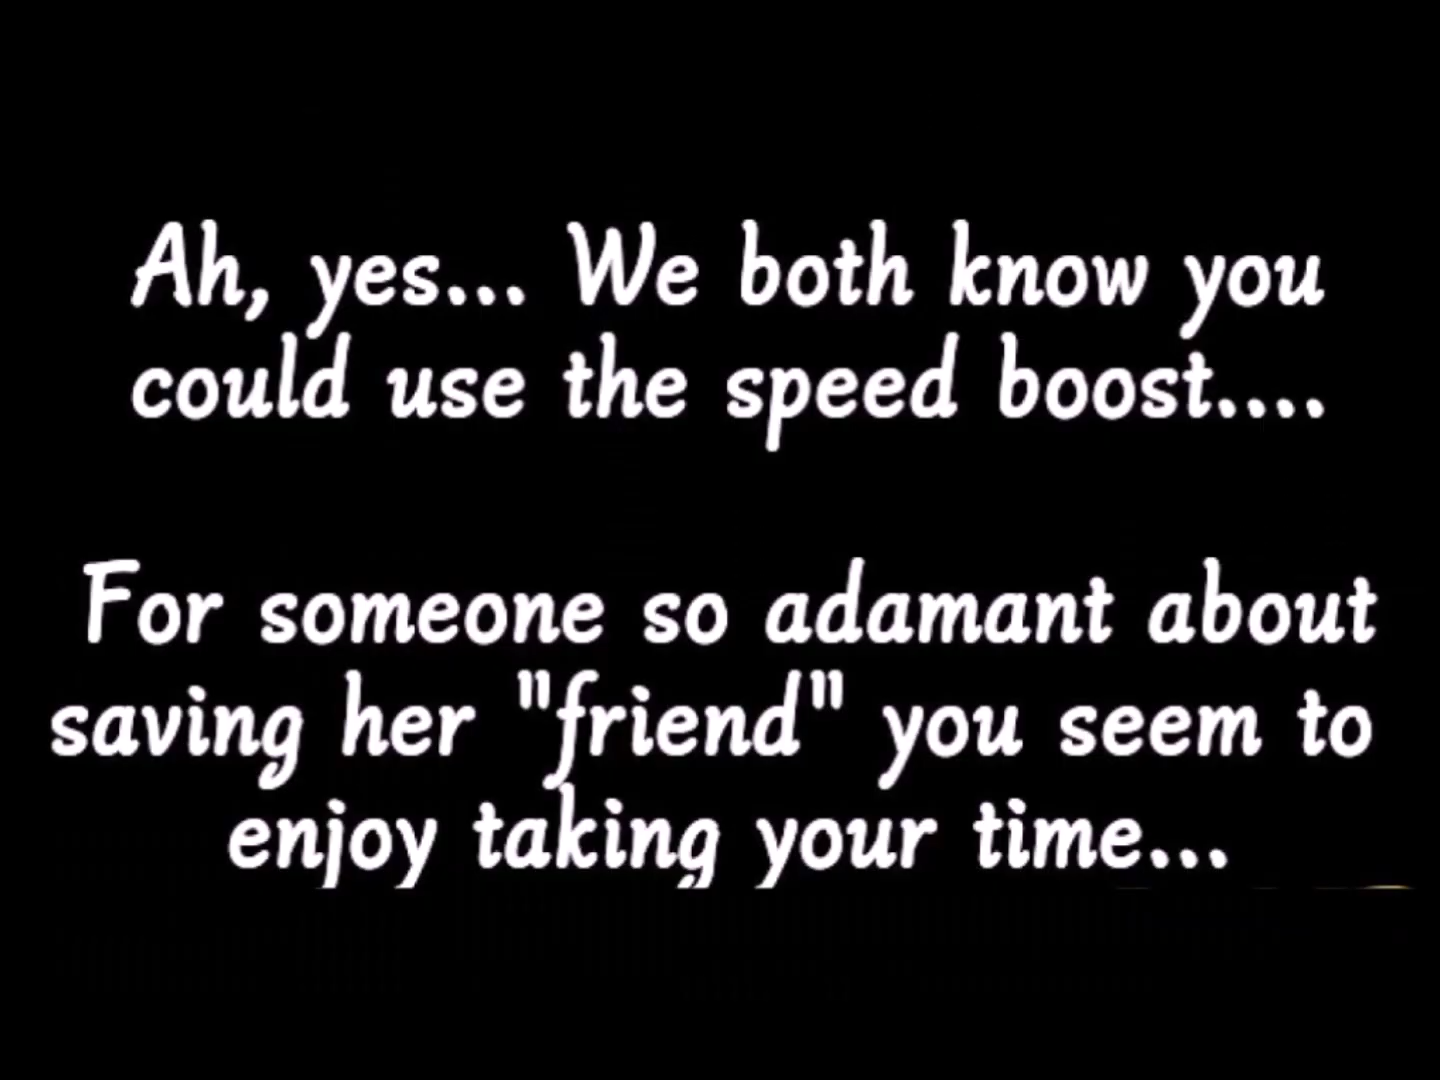 Ah, yes... We both know you
could use the speed boost....
For someone so adamant about
saving her "friend" you seem to
enjoy taking your time...